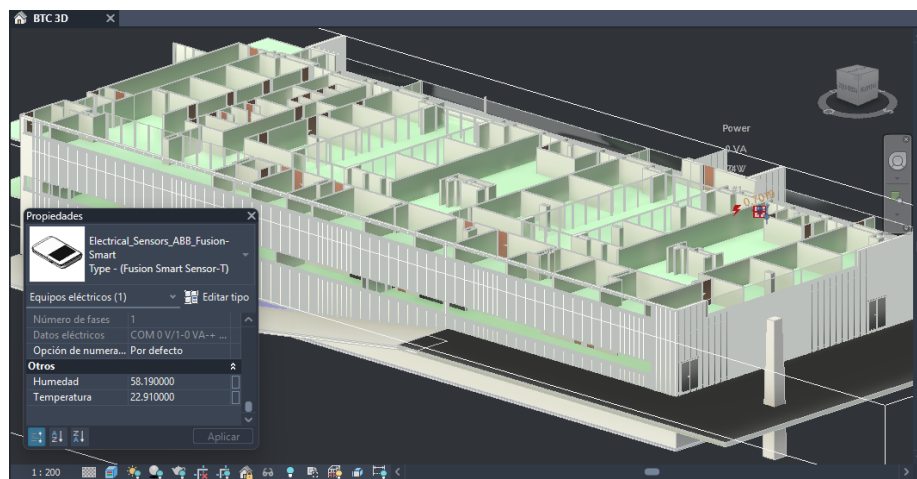 BTC 3D
Power
0 VA
0.7019
Propiedades
Electrical_Sensors_ABB_Fusion-
Smart
Type - (Fusion Smart Sensor-T)
Equipos eléctricos (1)
Editar tipo
Número de fases 1
Datos eléctricos COM 0 V/1-0 VA-+ ...
Opción de numera... Por defecto
Otros
Humedad 58.190000
Temperatura 22.910000
Aplicar
1 : 200